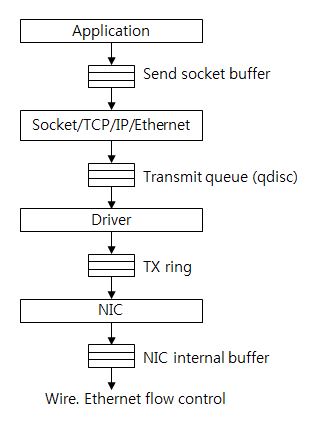 Application
Send socket buffer
Socket/TCP/IP/Ethernet
Transmit queue (qdisc)
Driver
TX ring
NIC
NIC internal buffer
Wire. Ethernet flow control